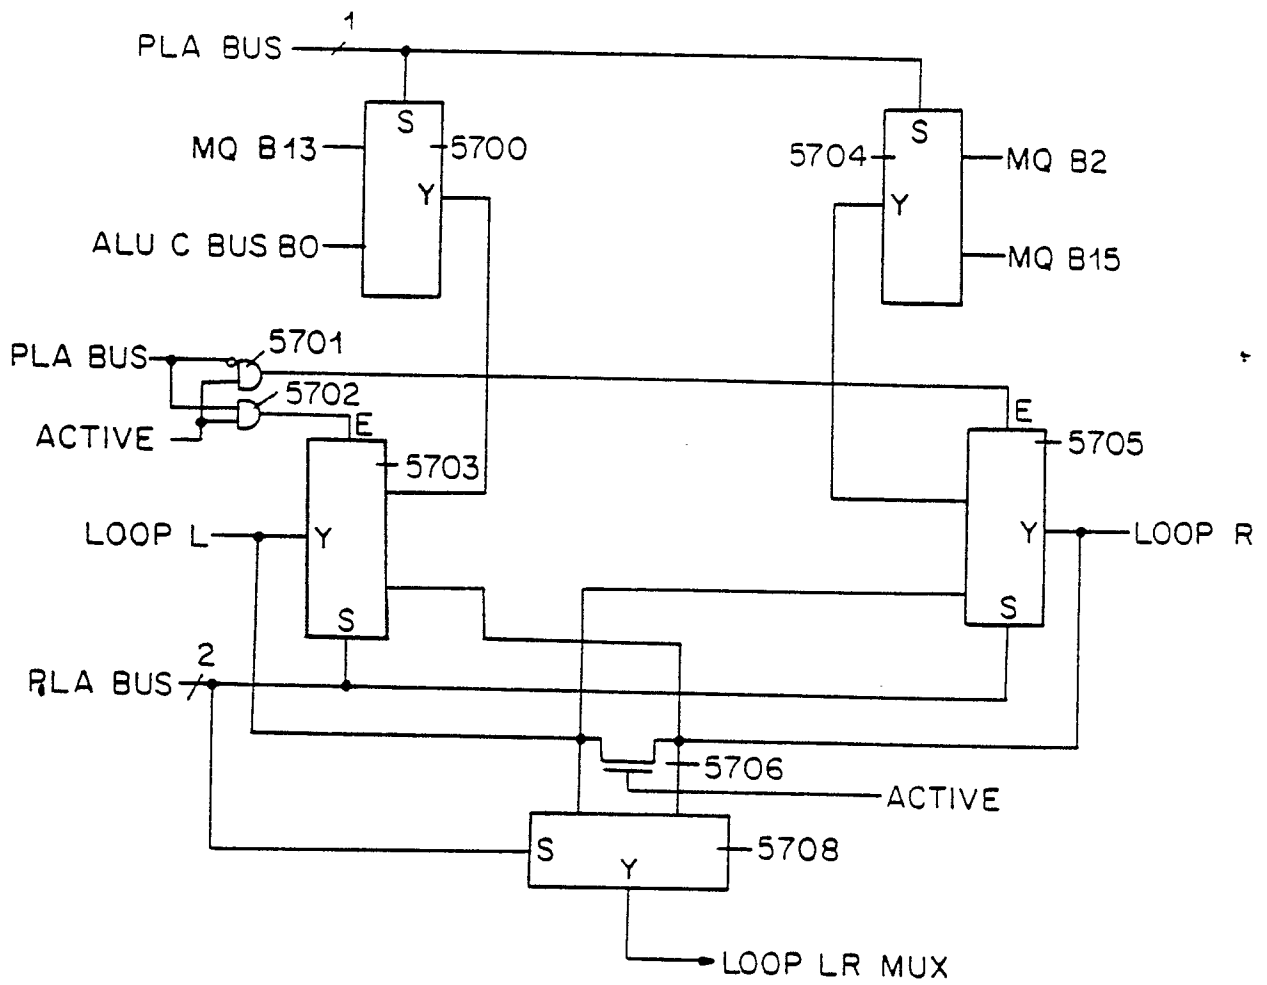 1
PLA BUS
S
S
MQ B13
5700
5704
MQ B2
Y
Y
ALU C BUS B0
MQ B15
5701
PLA BUS
5702
E
E
ACTIVE
5703
5705
LOOP L
Y
Y
LOOP R
S
S
2
PLA BUS
5706
ACTIVE
S
Y
5708
LOOP LR MUX